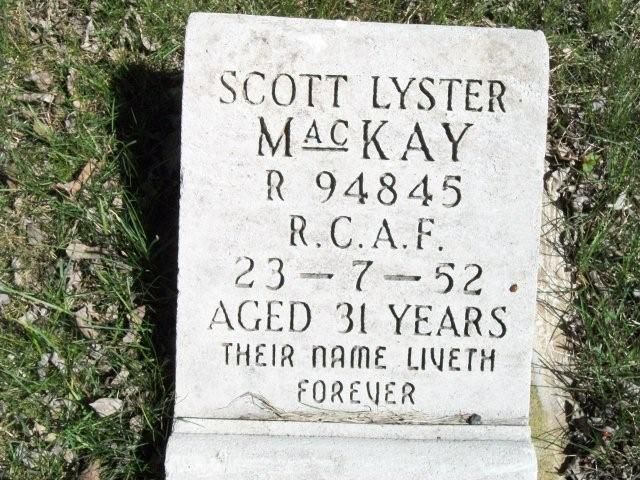 SCOTT LYSTER
MACKAY
R 94845
R.C.A.F.
23-7-52
AGED 31 YEARS
THEIR NAME LIVETH
FOREVER